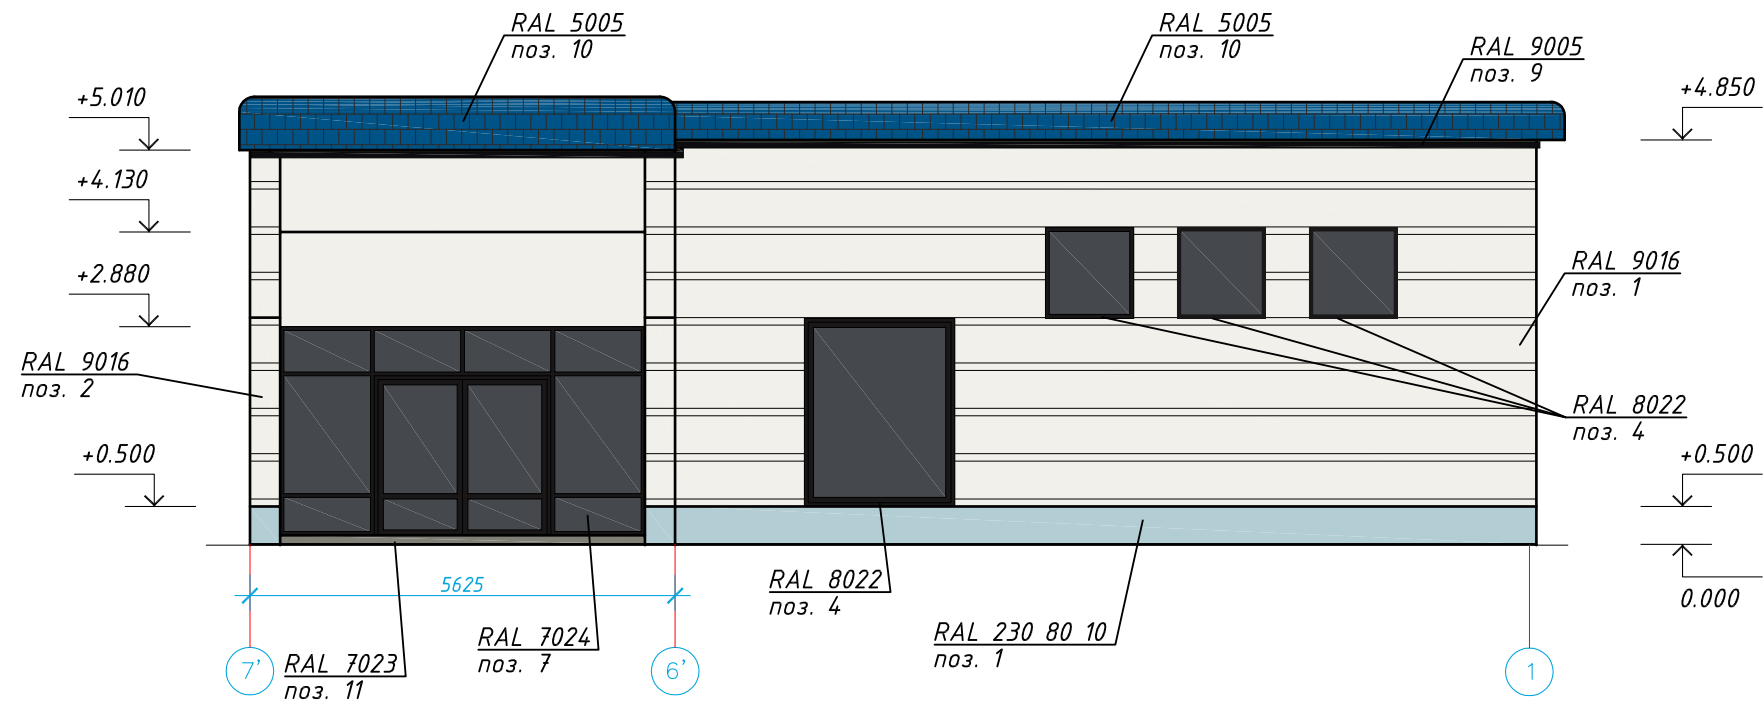 RAL 5005
поз. 10
RAL 5005
поз. 10
RAL 9005
поз. 9
+5.010
+4.850
+4.130
+2.880
RAL 9016
поз. 1
RAL 9016
поз. 2
RAL 8022
поз. 4
+0.500
+0.500
5625
RAL 8022
поз. 4
0.000
RAL 230 80 10
поз. 1
RAL 7024
поз. 7
RAL 7023
поз. 11
7'
6'
1